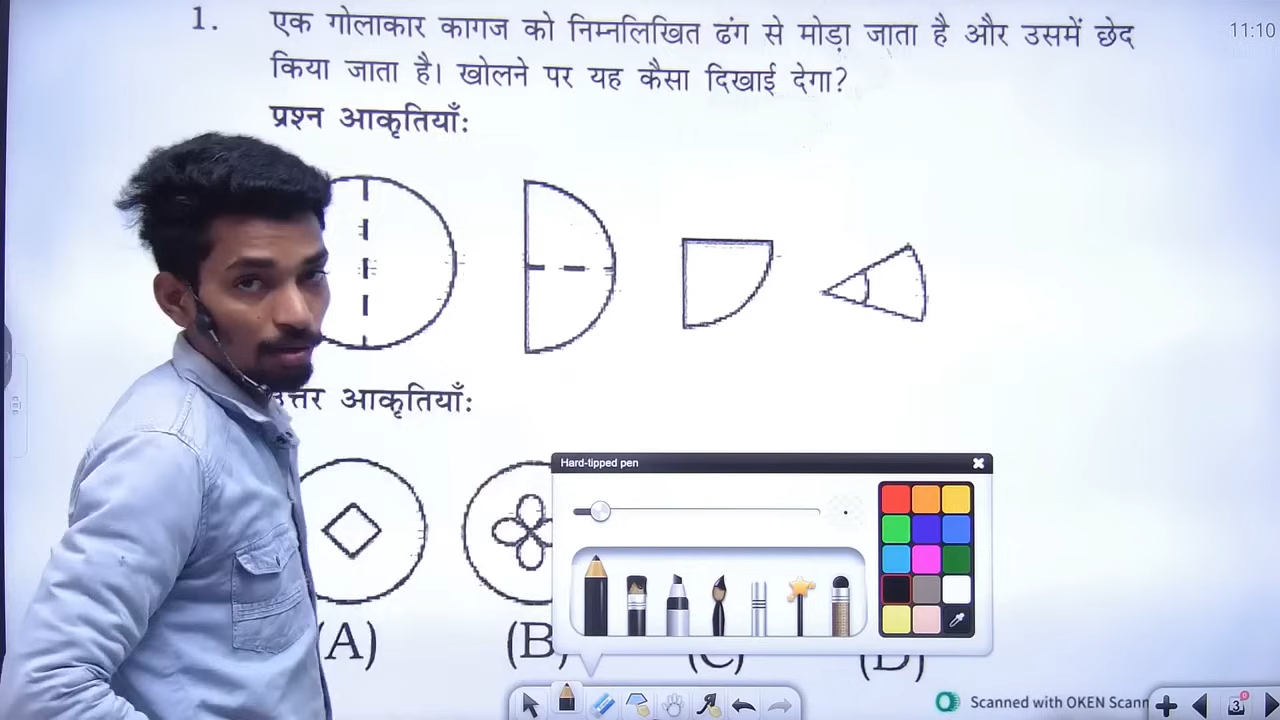 1. एक गोलाकार कागज को निम्नलिखित ढंग से मोड़ा जाता है और उसमें छेद
किया जाता है। खोलने पर यह कैसा दिखाई देगा?
11:10
प्रश्न आकृतियाँ:
उत्तर आकृतियाँ:
Hard-tipped pen
(A) (B) (C) (D)
Scanned with OKEN Scann
3